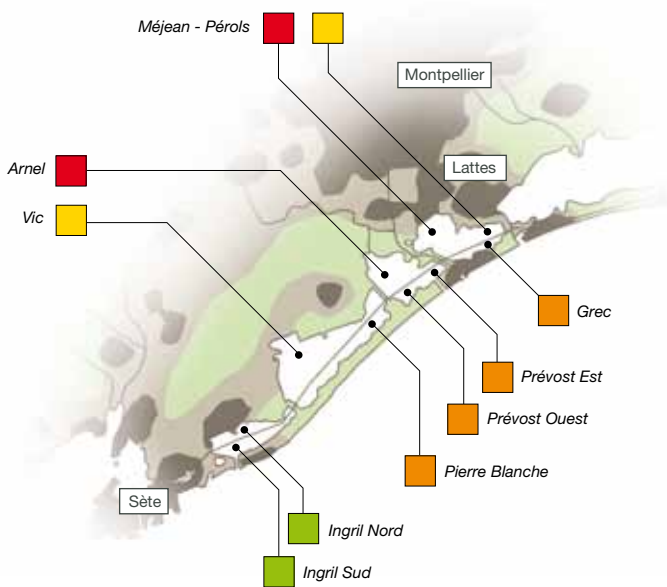 Méjean - Pérols
Montpellier
Arnel
Lattes
Vic
Grec
Prévost Est
Prévost Ouest
Pierre Blanche
Sète
Ingril Nord
Ingril Sud